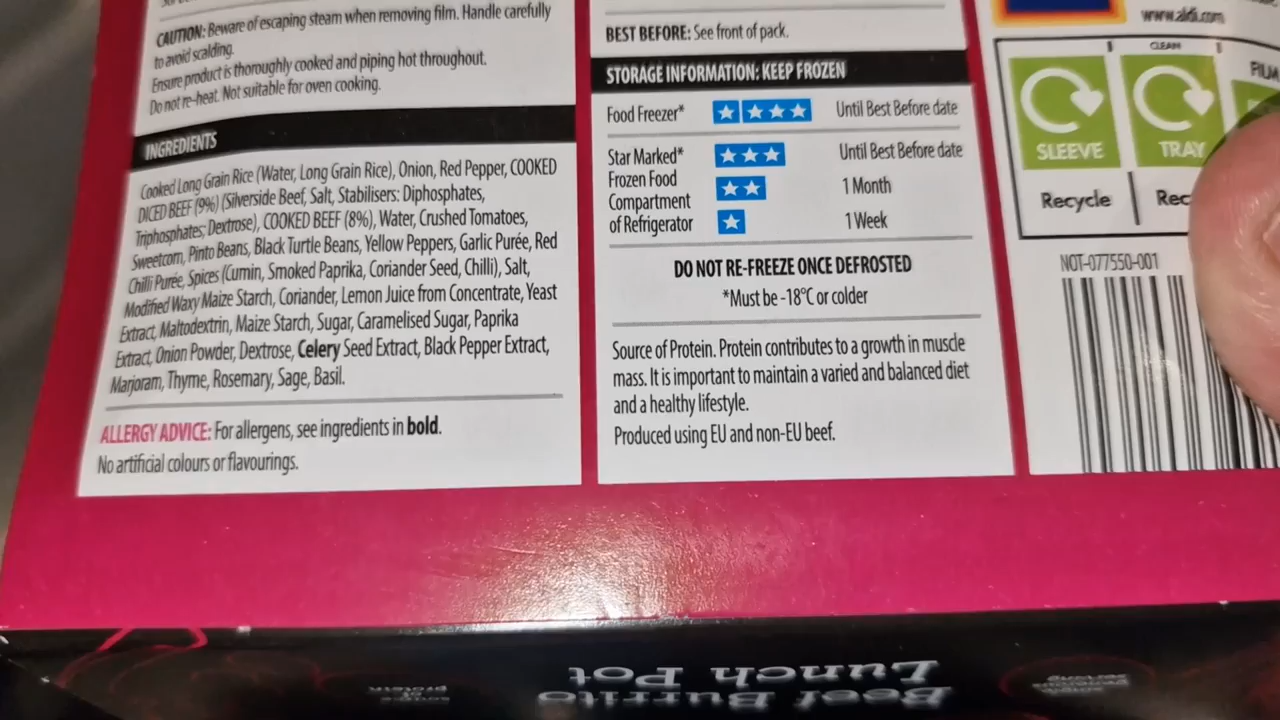 CAUTION: Beware of escaping steam when removing film. Handle carefully
to avoid scalding.
Ensure product is thoroughly cooked and piping hot throughout.
Do not re-heat. Not suitable for oven cooking.
INGREDIENTS
Cooked Long Grain Rice (Water, Long Grain Rice), Onion, Red Pepper, COOKED
DICED BEEF (9%) (Silverside Beef, Salt, Stabilisers: Diphosphates,
Triphosphates; Dextrose), COOKED BEEF (8%), Water, Crushed Tomatoes,
Sweetcorn, Pinto Beans, Black Turtle Beans, Yellow Peppers, Garlic Purée, Red
Chilli Purée, Spices (Cumin, Smoked Paprika, Coriander Seed, Chilli), Salt,
Modified Waxy Maize Starch, Coriander, Lemon Juice from Concentrate, Yeast
Extract, Maltodextrin, Maize Starch, Sugar, Caramelised Sugar, Paprika
Extract, Onion Powder, Dextrose, Celery Seed Extract, Black Pepper Extract,
Marjoram, Thyme, Rosemary, Sage, Basil.
ALLERGY ADVICE: For allergens, see ingredients in bold.
No artificial colours or flavourings.
BEST BEFORE: See front of pack.
STORAGE INFORMATION: KEEP FROZEN
Food Freezer* Until Best Before date
Star Marked* Until Best Before date
Frozen Food
Compartment 1 Month
of Refrigerator 1 Week
DO NOT RE-FREEZE ONCE DEFROSTED
*Must be -18°C or colder
Source of Protein. Protein contributes to a growth in muscle
mass. It is important to maintain a varied and balanced diet
and a healthy lifestyle.
Produced using EU and non-EU beef.
www.aldi.com
CLEAN
FILM
SLEEVE TRAY
Recycle Rec
NOT-077550-001
Beef Burrito
Lunch Pot
source
of
protein